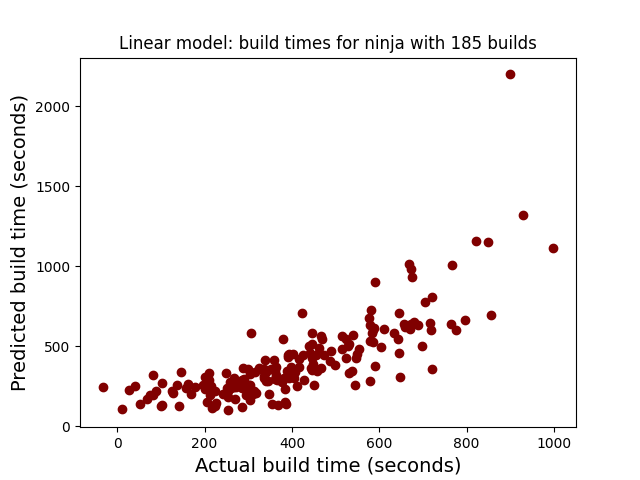 Linear model: build times for ninja with 185 builds
Predicted build time (seconds)
2000
1500
1000
500
0
0 200 400 600 800 1000
Actual build time (seconds)